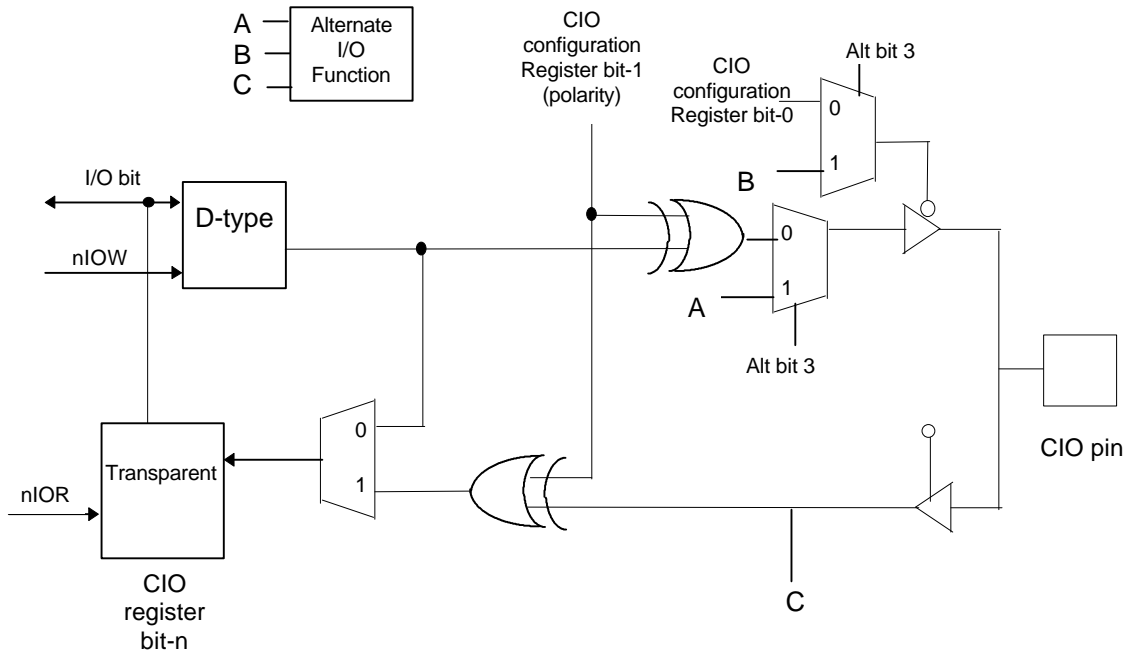 A
B
C
Alternate
I/O
Function
CIO
configuration
Register bit-1
(polarity)
CIO
configuration
Register bit-0
Alt bit 3
0
1
B
I/O bit
D-type
nIOW
0
1
A
Alt bit 3
CIO pin
0
1
Transparent
nIOR
CIO
register
bit-n
C